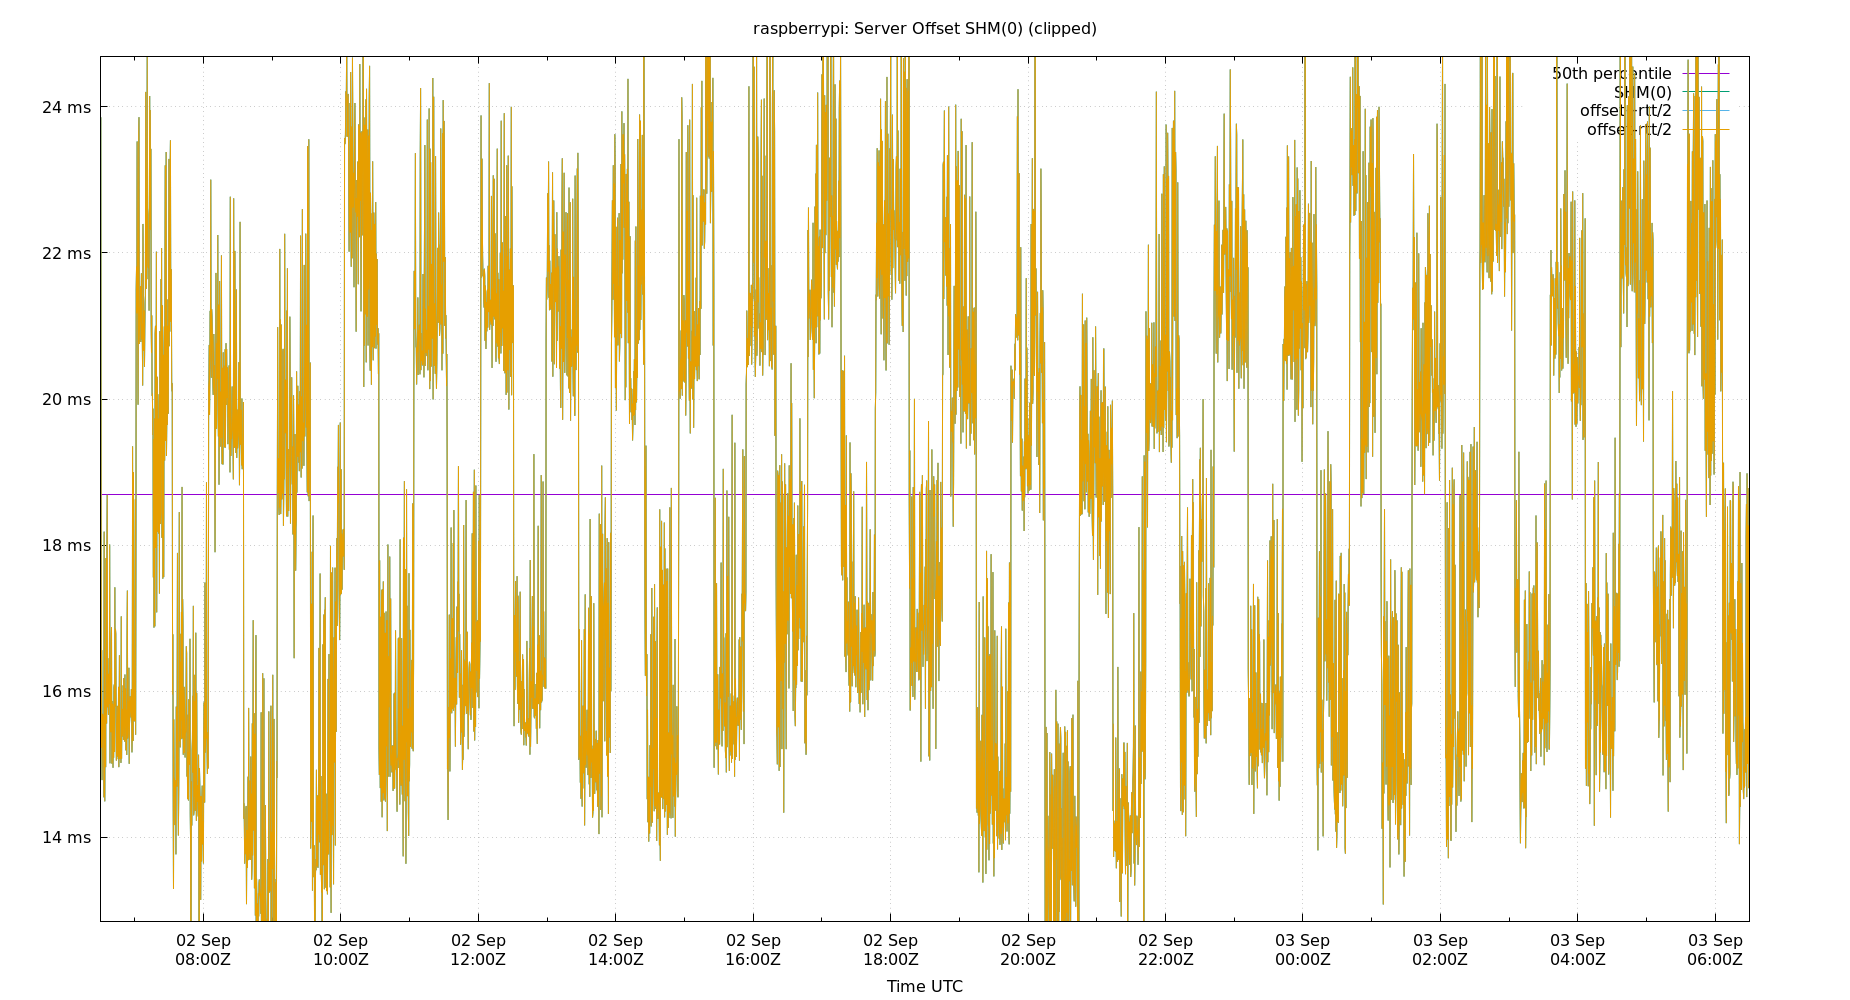 raspberrypi: Server Offset SHM(0) (clipped)
50th percentile
SHM(0)
offset-rtt/2
offset-rtt/2
24 ms
22 ms
20 ms
18 ms
16 ms
14 ms
02 Sep 02 Sep 02 Sep 02 Sep 02 Sep 02 Sep 02 Sep 02 Sep 03 Sep 03 Sep 03 Sep 03 Sep
08:00Z 10:00Z 12:00Z 14:00Z 16:00Z 18:00Z 20:00Z 22:00Z 00:00Z 02:00Z 04:00Z 06:00Z
Time UTC